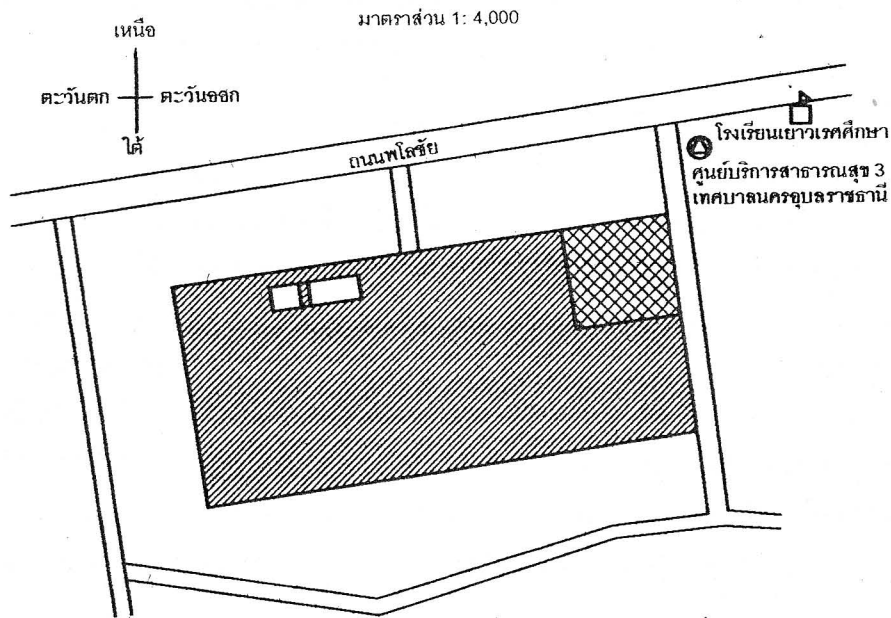 มาตราส่วน 1: 4,000
เหนือ
ตะวันตก
ตะวันออก
ใต้
ถนนพโลชัย
โรงเรียนเยาวเรศศึกษา
ศูนย์บริการสาธารณสุข 3
เทศบาลนครอุบลราชธานี